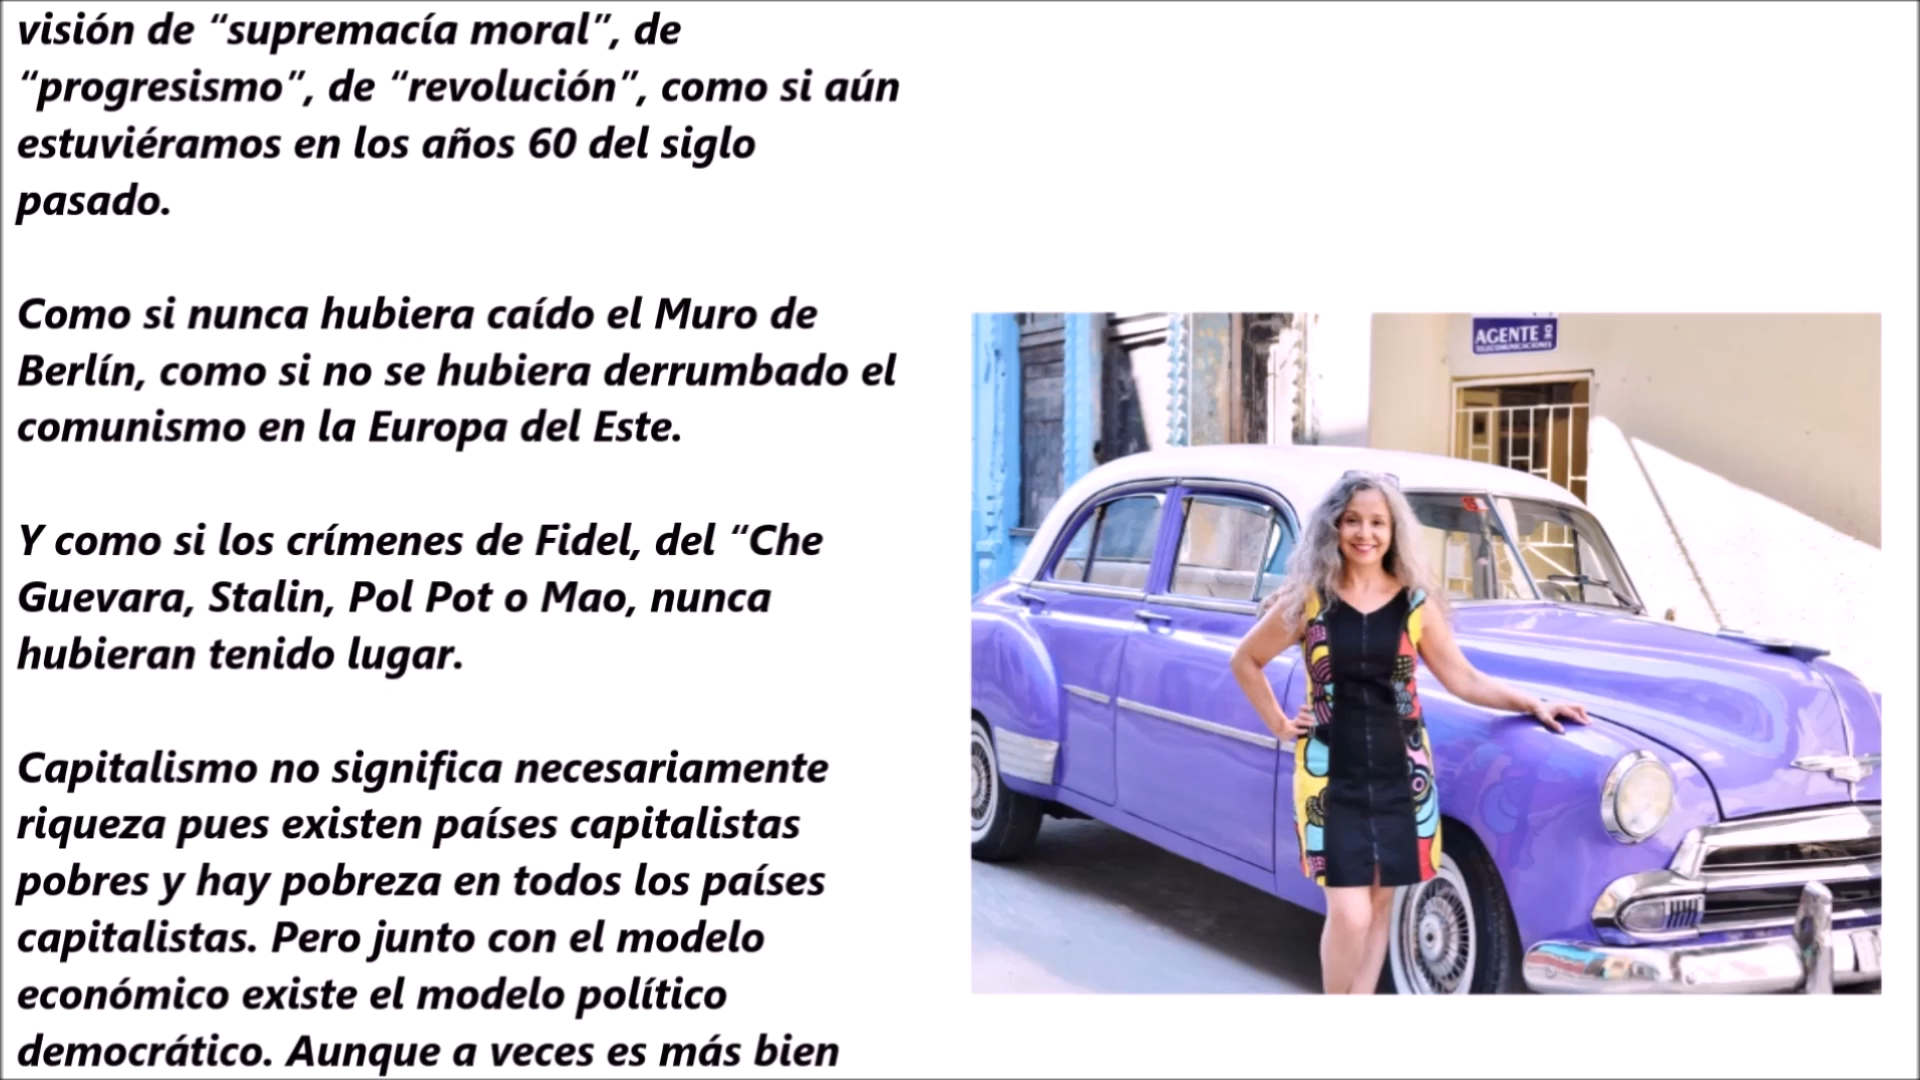 visión de “supremacía moral”, de
“progresismo”, de “revolución”, como si aún
estuviéramos en los años 60 del siglo
pasado.
Como si nunca hubiera caído el Muro de
Berlín, como si no se hubiera derrumbado el
comunismo en la Europa del Este.
Y como si los crímenes de Fidel, del “Che
Guevara, Stalin, Pol Pot o Mao, nunca
hubieran tenido lugar.
Capitalismo no significa necesariamente
riqueza pues existen países capitalistas
pobres y hay pobreza en todos los países
capitalistas. Pero junto con el modelo
económico existe el modelo político
democrático. Aunque a veces es más bien
AGENTE DE
TELECOMUNICACIONES